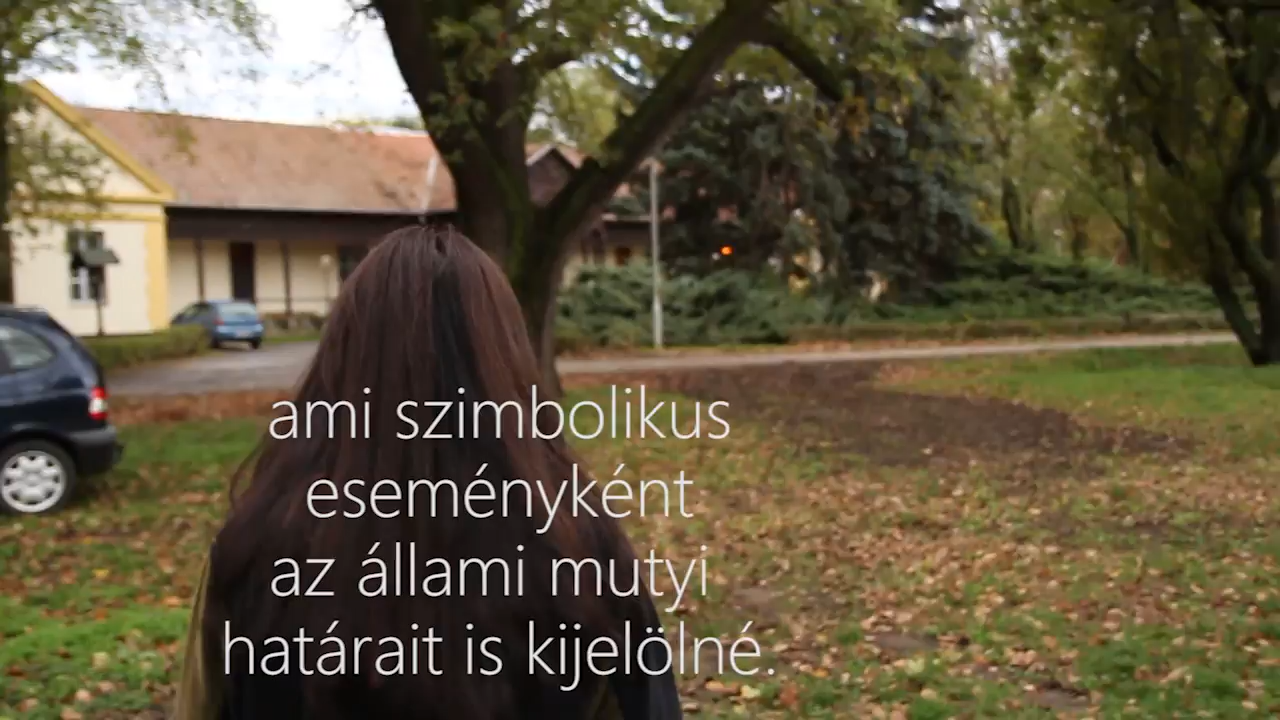 ami szimbolikus
eseményként
az állami mutyi
határait is kijelölné.